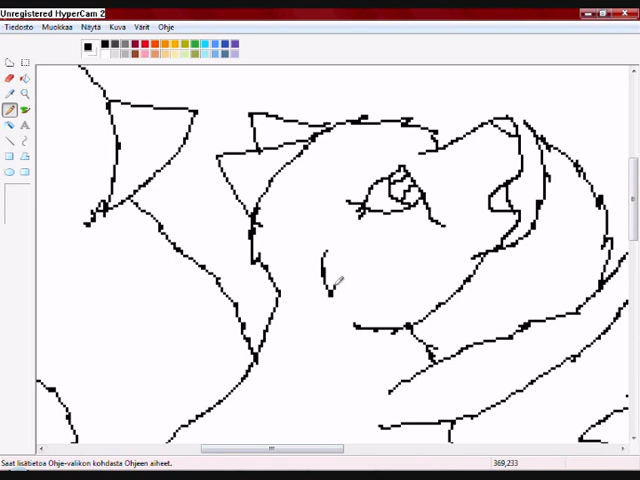 Unregistered HyperCam 2
Tiedosto Muokkaa Näytä Kuva Värit Ohje
A
Saat lisätietoa Ohje-valikon kohdasta Ohjeen aiheet.
369,233